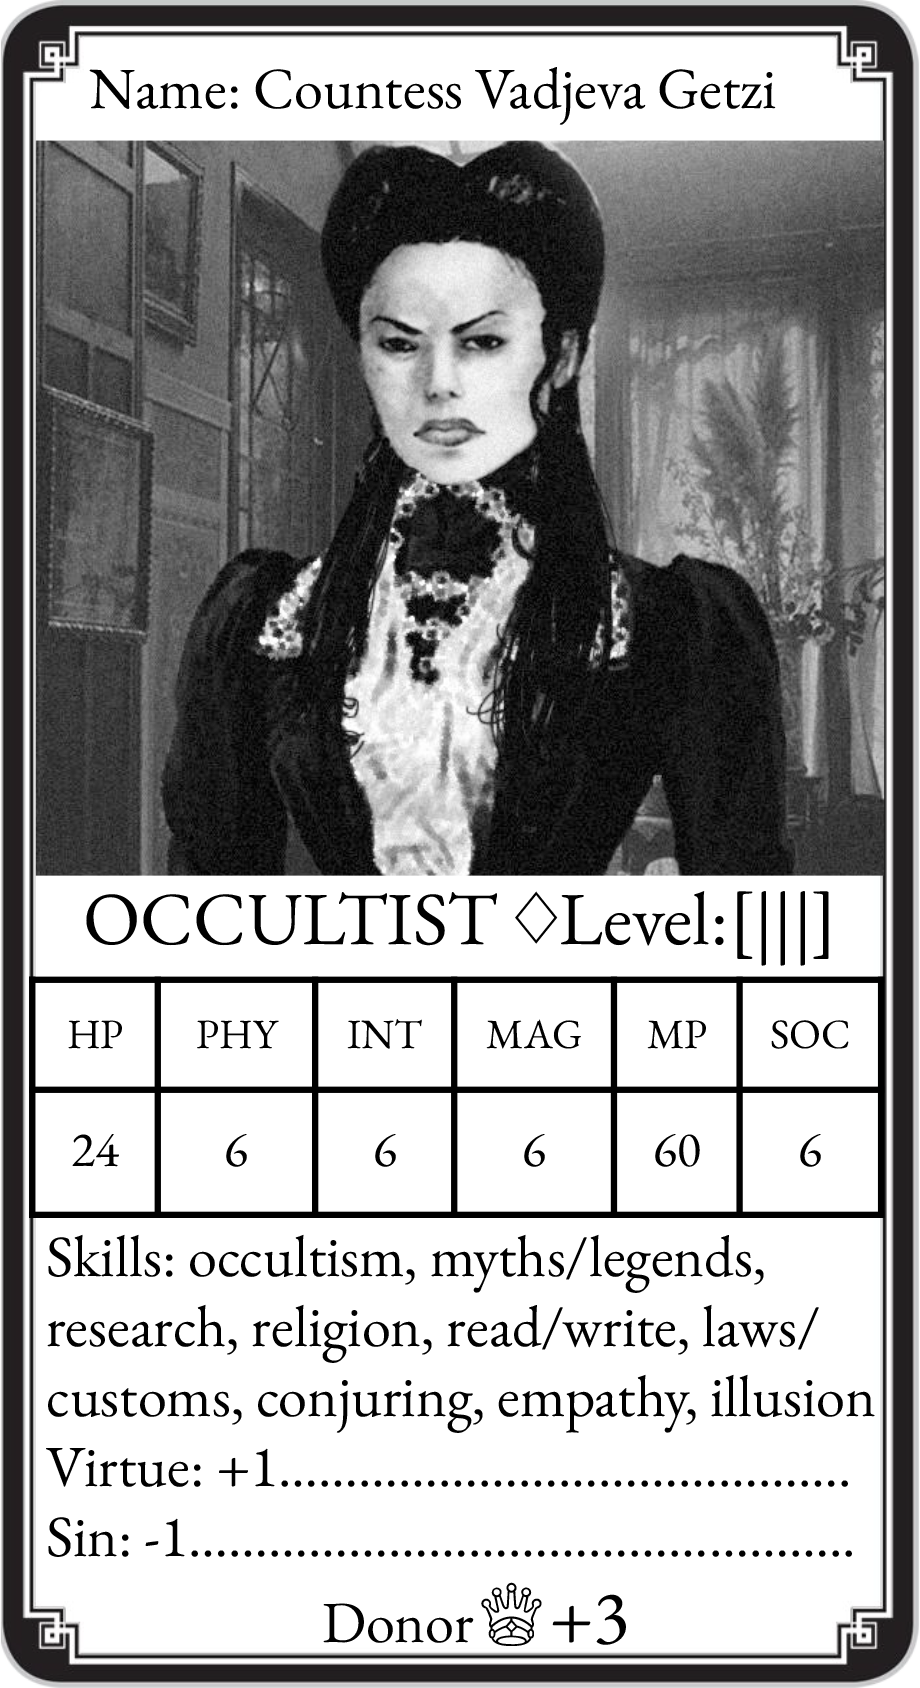 Name: Countess Vadjeva Getzi
OCCULTIST ♢Level:[|||]
HP PHY INT MAG MP SOC
24 6 6 6 60 6
Skills: occultism, myths/legends,
research, religion, read/write, laws/
customs, conjuring, empathy, illusion
Virtue: +1...........................................
Sin: -1..................................................
Donor ♕ +3